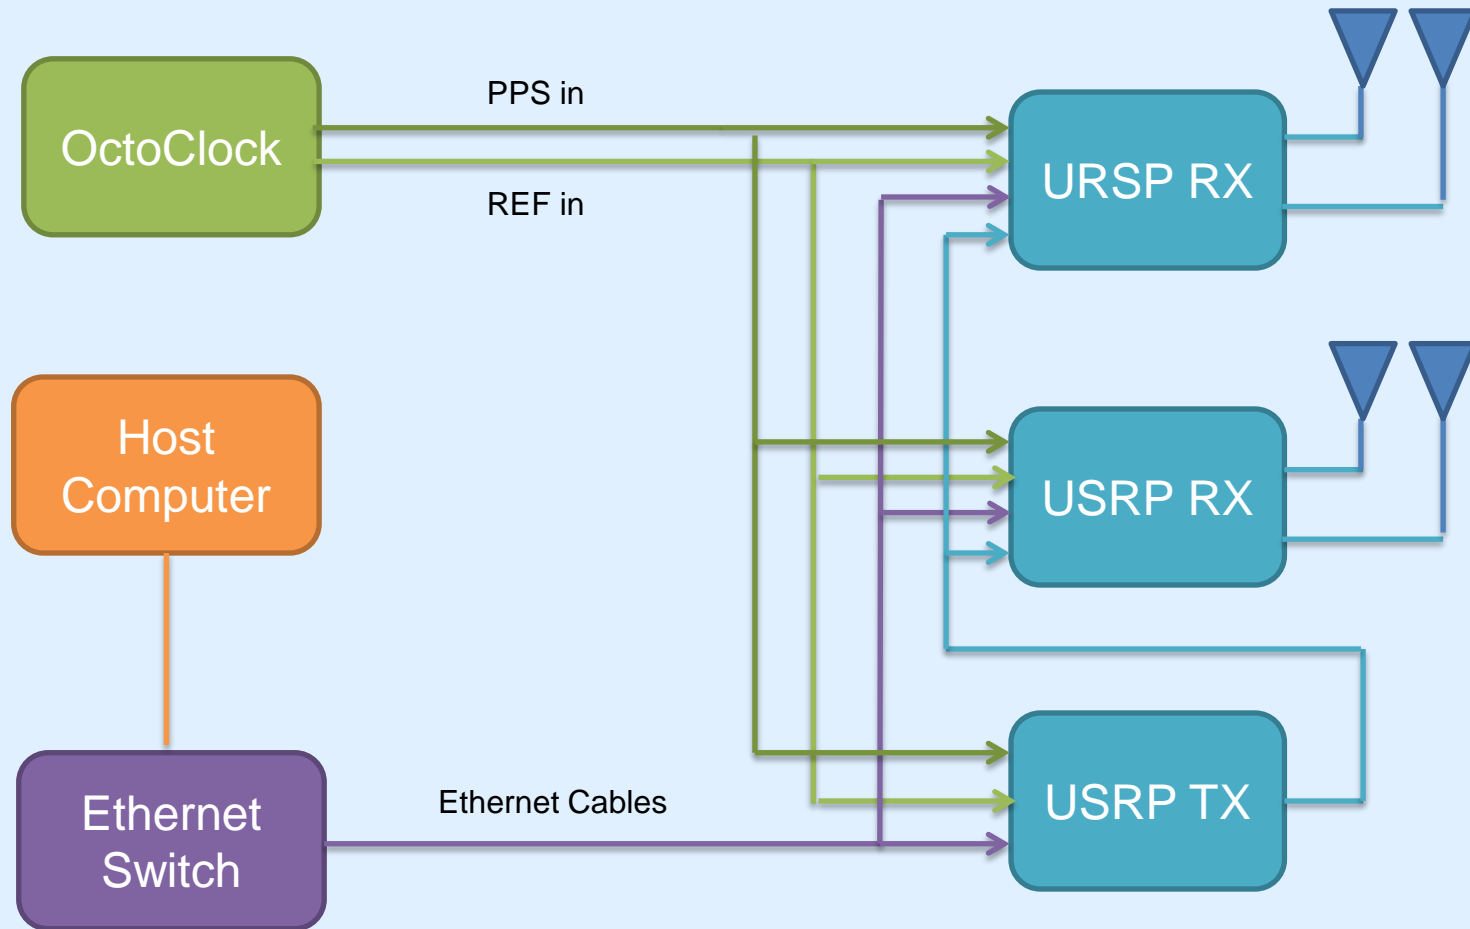 PPS in
OctoClock
URSP RX
REF in
Host
Computer
USRP RX
Ethernet
Switch
Ethernet Cables
USRP TX